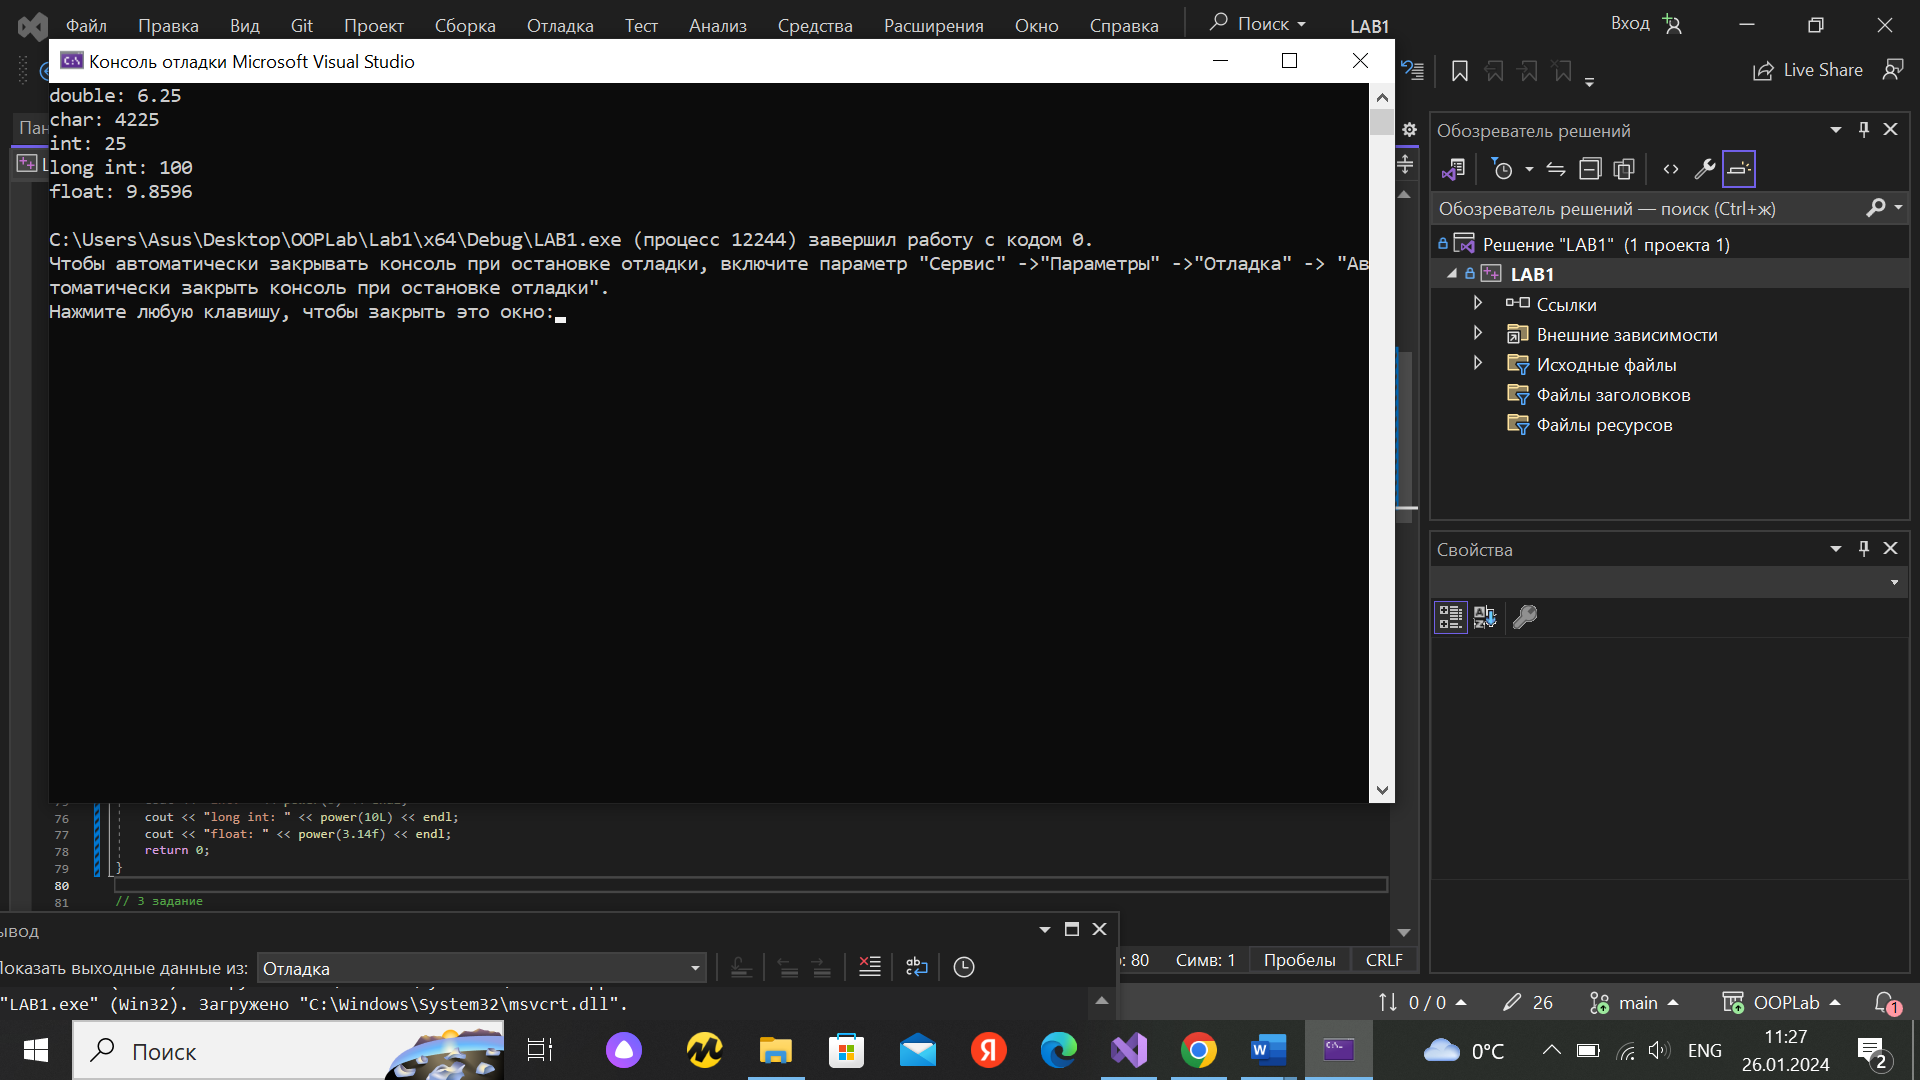 Файл Правка Вид Git Проект Сборка Отладка Тест Анализ Средства Расширения Окно Справка Поиск LAB1 Вход
Консоль отладки Microsoft Visual Studio
Live Share
double: 6.25
char: 4225
int: 25
long int: 100
float: 9.8596
C:\Users\Asus\Desktop\OOPLab\Lab1\x64\Debug\LAB1.exe (процесс 12244) завершил работу с кодом 0.
Чтобы автоматически закрывать консоль при остановке отладки, включите параметр "Сервис" ->"Параметры" ->"Отладка" -> "Ав
томатически закрыть консоль при остановке отладки".
Нажмите любую клавишу, чтобы закрыть это окно:
Обозреватель решений
Обозреватель решений — поиск (Ctrl+ж)
Решение "LAB1" (1 проекта 1)
LAB1
Ссылки
Внешние зависимости
Исходные файлы
Файлы заголовков
Файлы ресурсов
Свойства
76 cout << "long int: " << power(10L) << endl;
77 cout << "float: " << power(3.14f) << endl;
78 return 0;
79 }
80
81 // 3 задание
ывод
Показать выходные данные из: Отладка
: 80 Симв: 1 Пробелы CRLF
"LAB1.exe" (Win32). Загружено "C:\Windows\System32\msvcrt.dll".
0 / 0 26 main OOPLab 1
Поиск
0°C ENG 11:27
26.01.2024
2